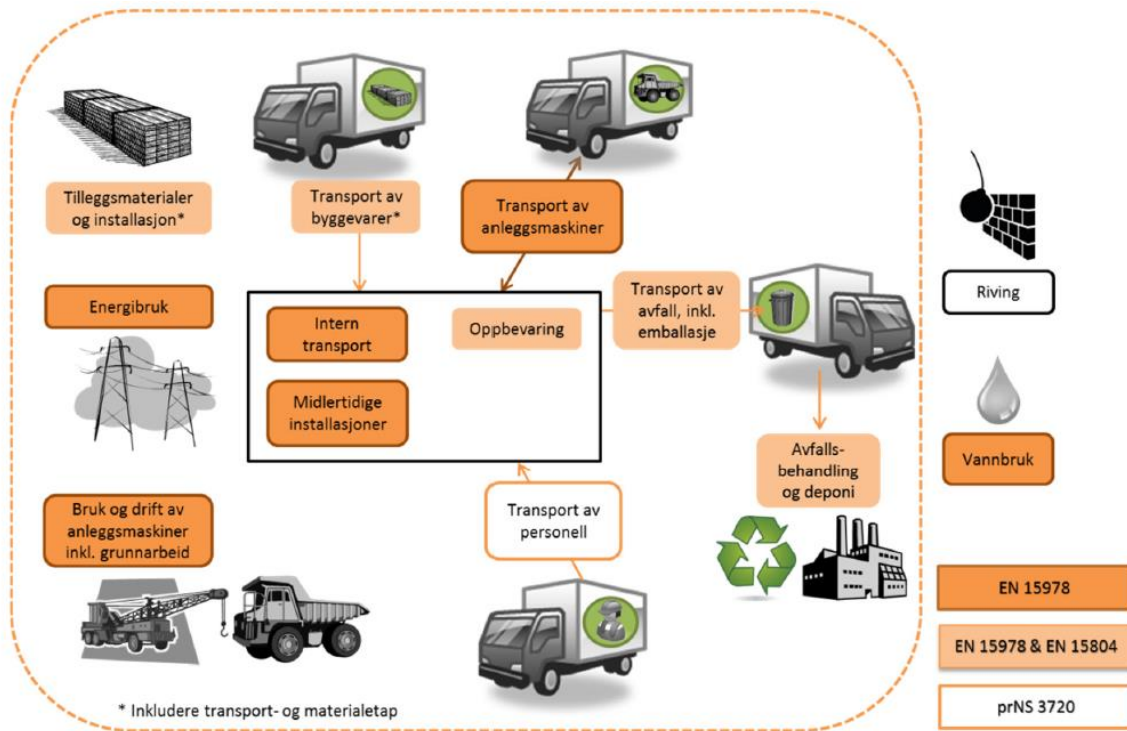 Tilleggsmaterialer
og installasjon*
Transport av
byggevarer*
Transport av
anleggsmaskiner
Energibruk
Intern
transport
Oppbevaring
Transport av
avfall, inkl.
emballasje
Riving
Midlertidige
installasjoner
Avfalls-
behandling
og deponi
Vannbruk
Bruk og drift av
anleggsmaskiner
inkl. grunnarbeid
Transport av
personell
EN 15978
EN 15978 & EN 15804
prNS 3720
* Inkludere transport- og materialetap